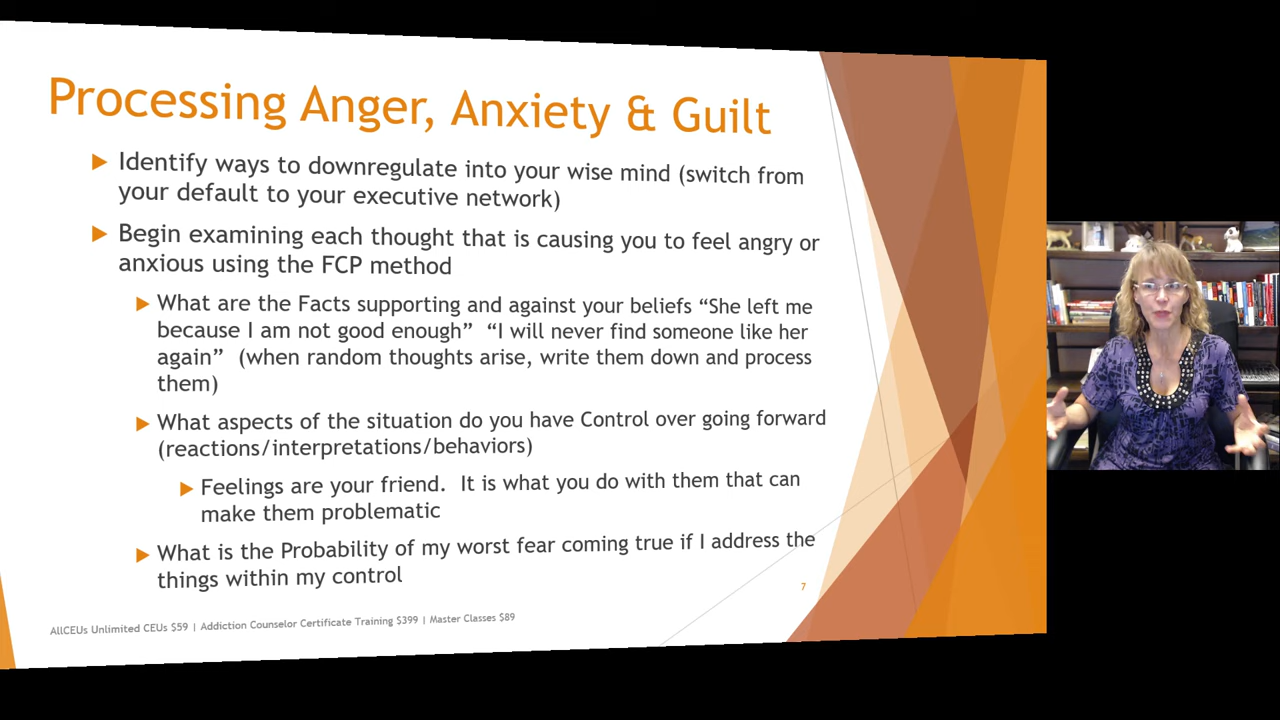 Processing Anger, Anxiety & Guilt
Identify ways to downregulate into your wise mind (switch from
your default to your executive network)
Begin examining each thought that is causing you to feel angry or
anxious using the FCP method
What are the Facts supporting and against your beliefs “She left me
because I am not good enough” “I will never find someone like her
again” (when random thoughts arise, write them down and process
them)
What aspects of the situation do you have Control over going forward
(reactions/interpretations/behaviors)
Feelings are your friend. It is what you do with them that can
make them problematic
What is the Probability of my worst fear coming true if I address the
things within my control
7
AllCEUs Unlimited CEUs $59 | Addiction Counselor Certificate Training $399 | Master Classes $89